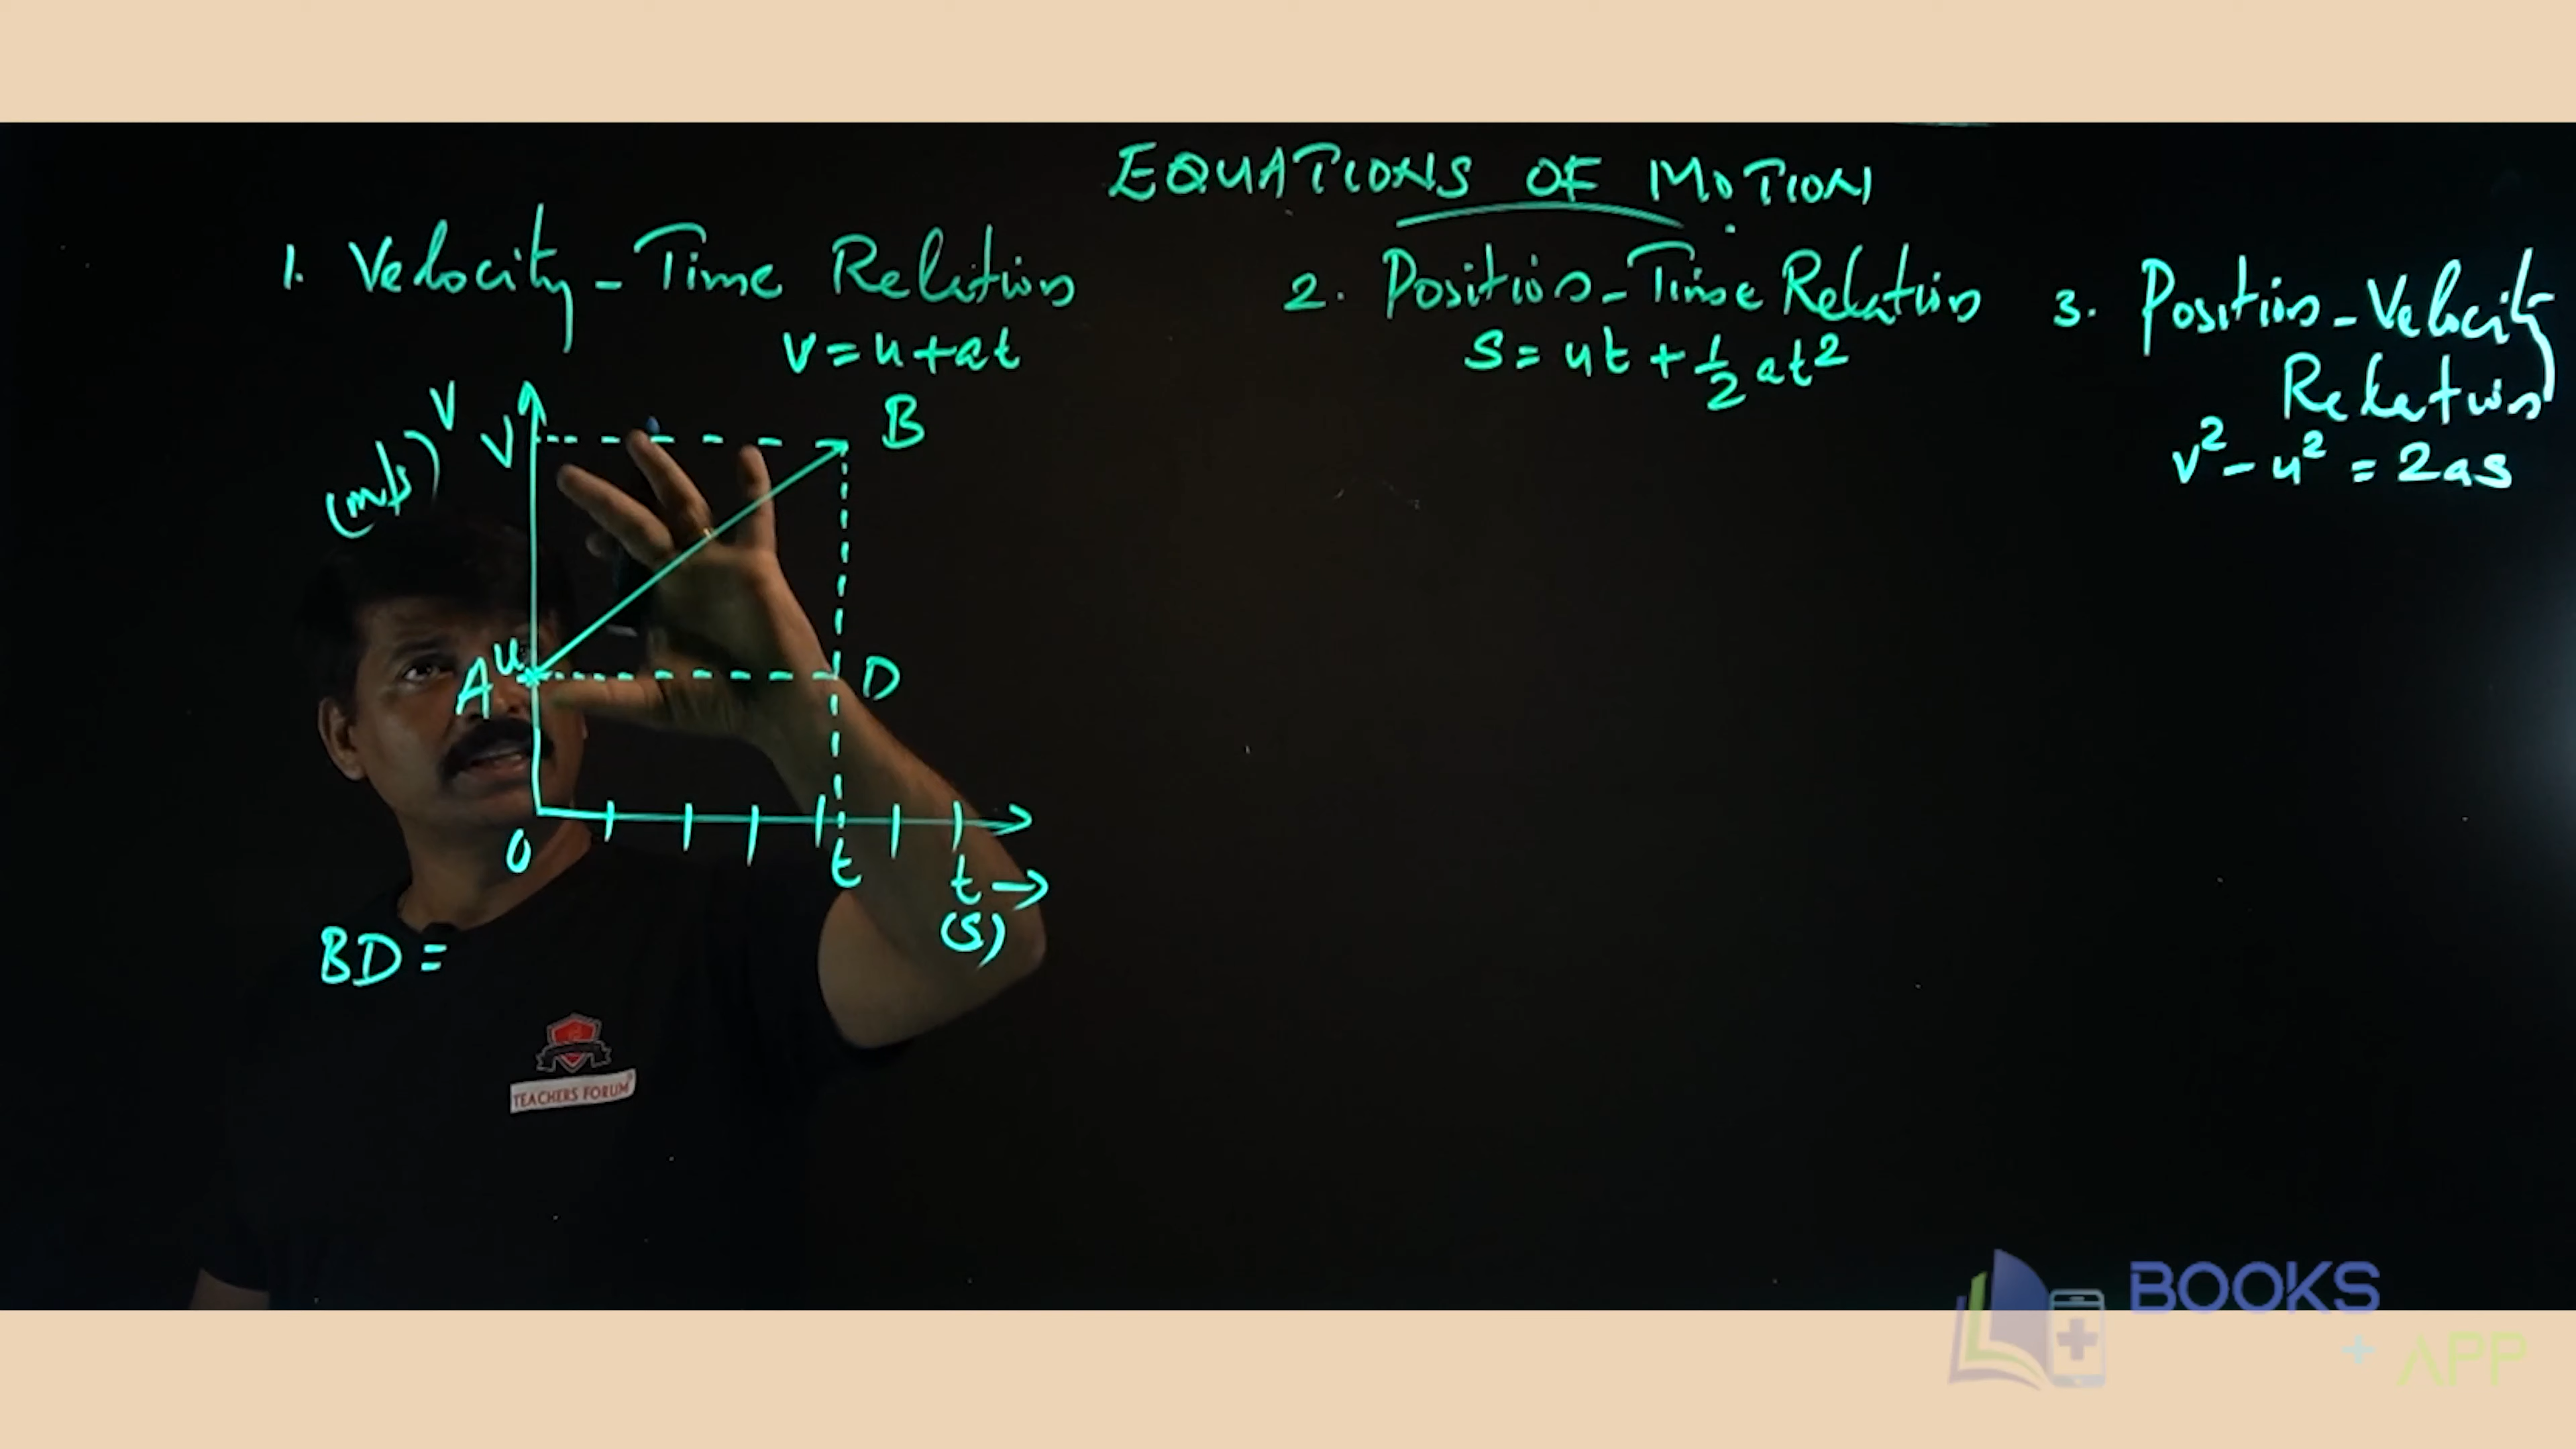 EQUATIONS OF MOTION
1. Velocity - Time Relation
v = u + at
2. Position - Time Relation
S = ut + 1/2 at²
3. Position - Velocity
Relation
v² - u² = 2as
V
(m/s)
V
B
A
u
D
0
t
t →
(s)
BD =
TEACHERS FORUM
BOOKS
+ APP